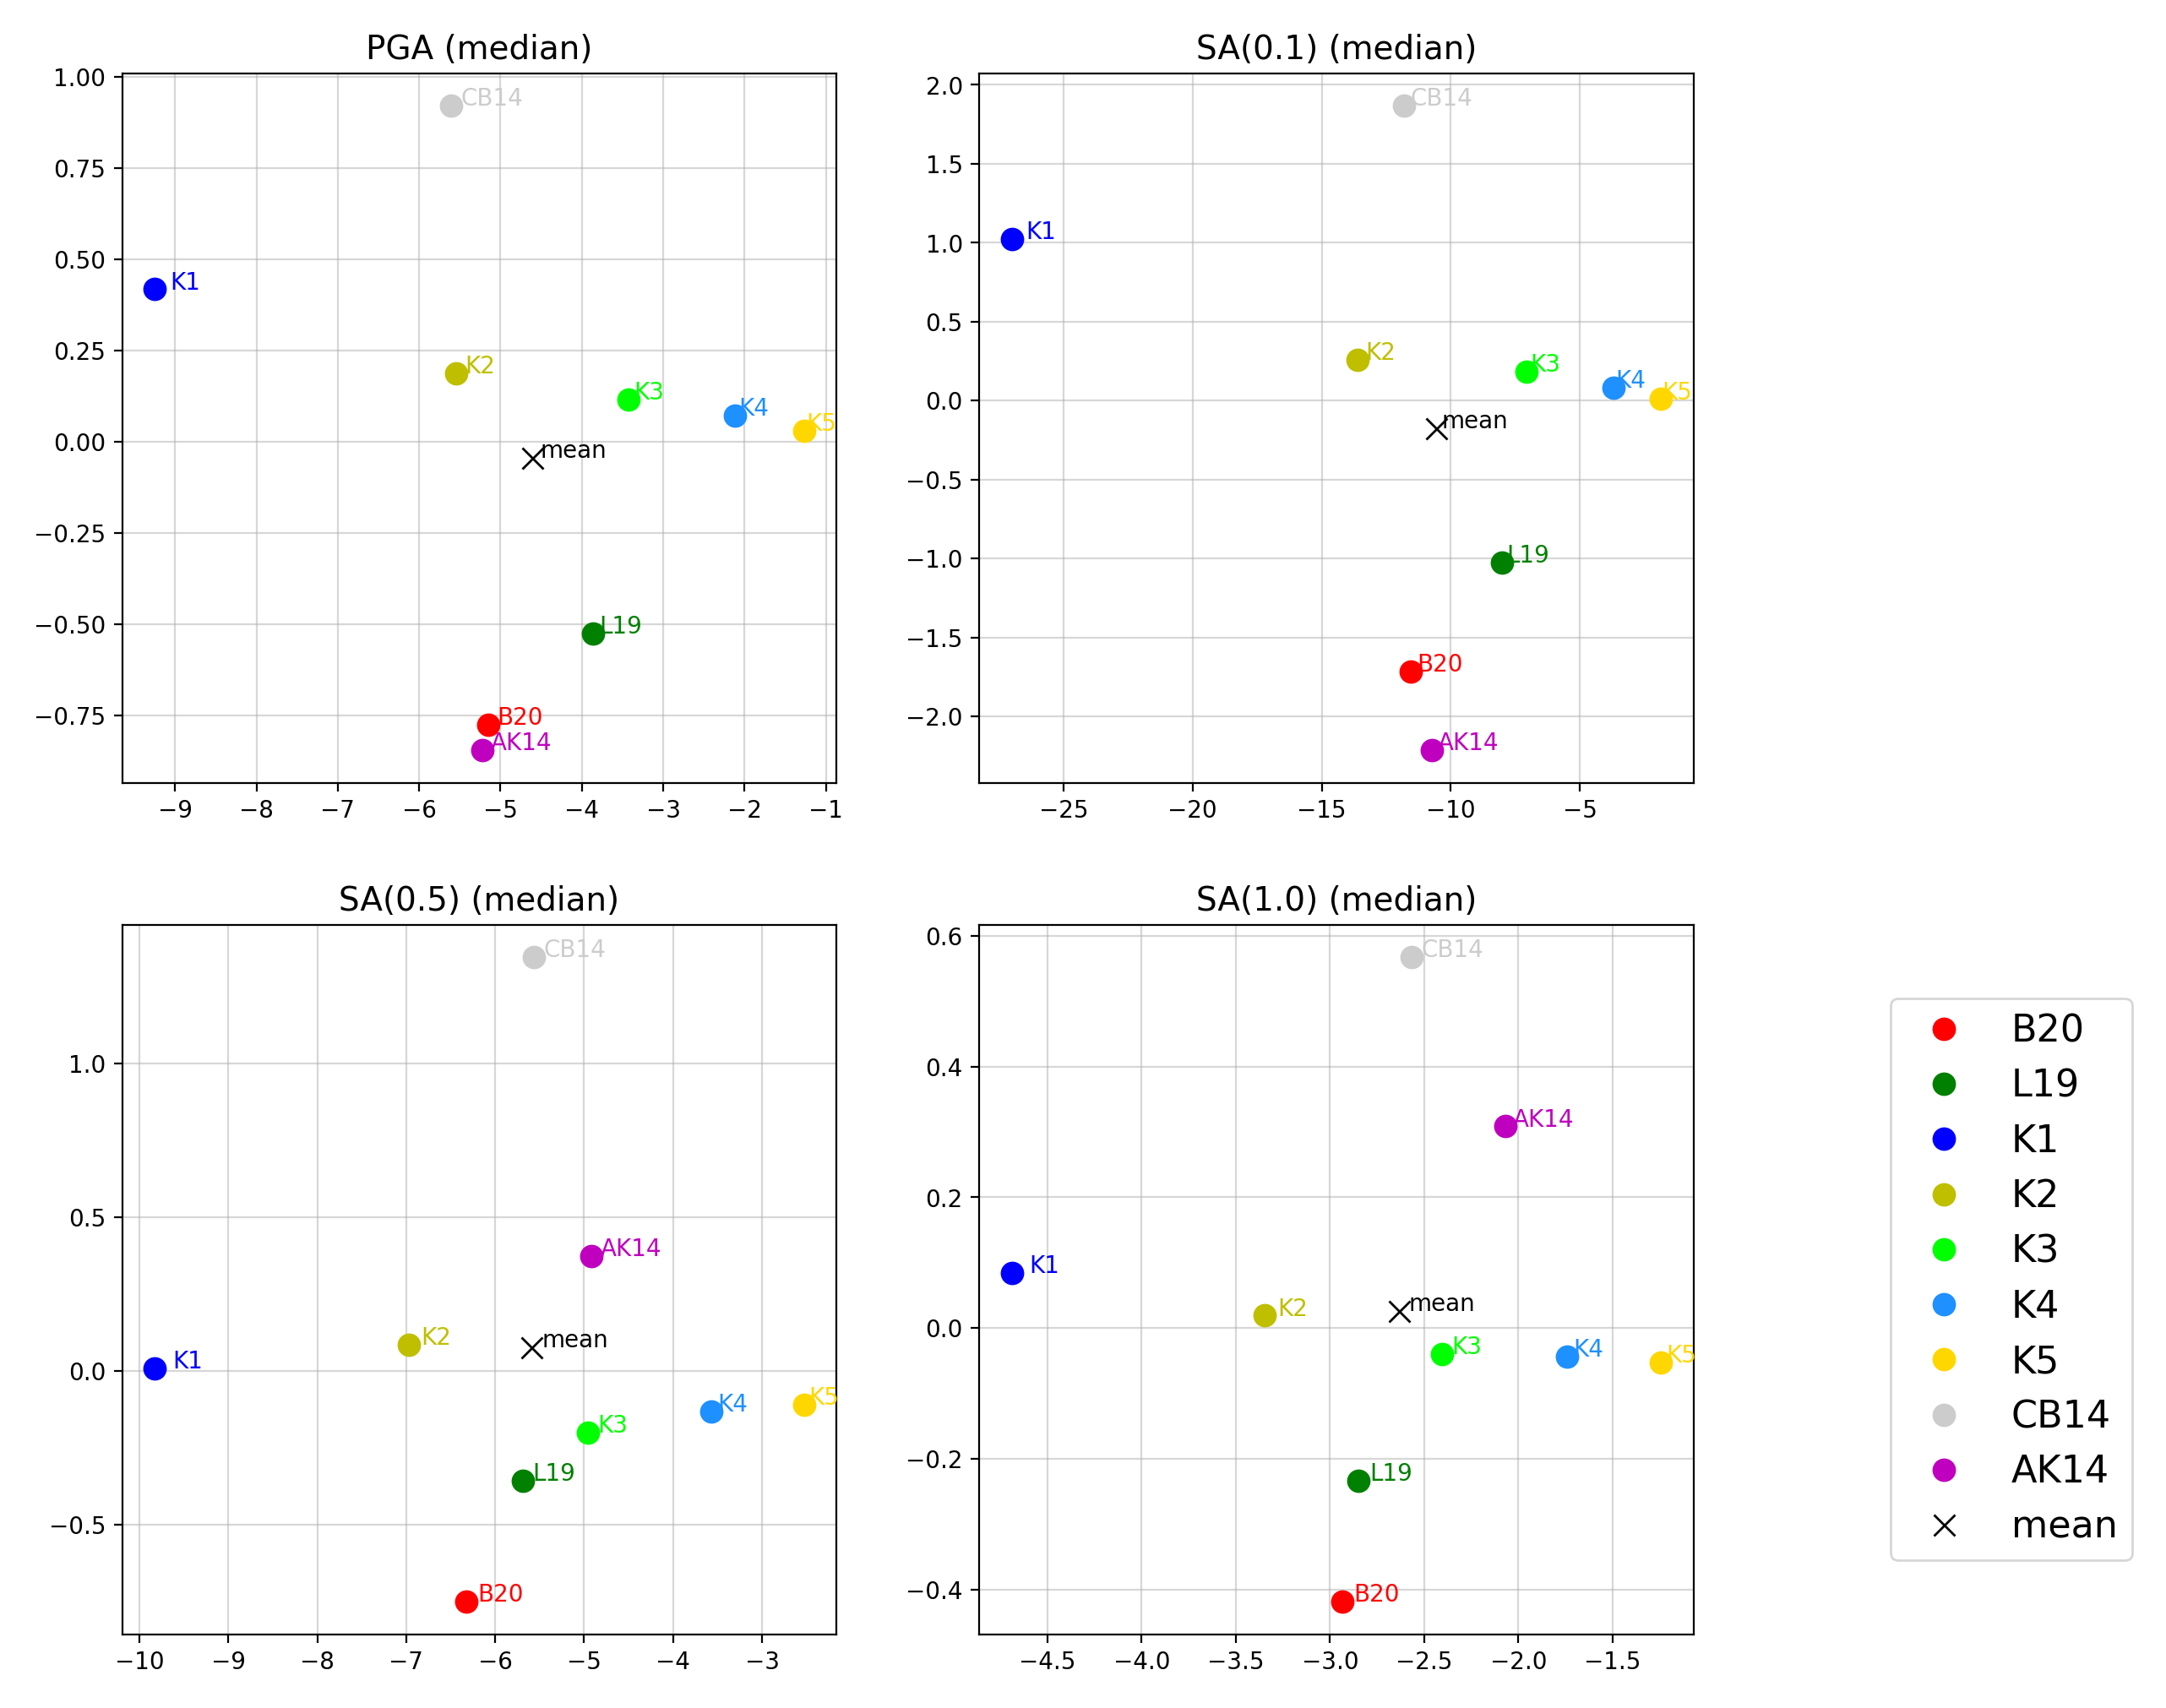 PGA (median)
1.00
0.75
0.50
0.25
0.00
−0.25
−0.50
−0.75
CB14
K1
K2
K3
K4
K5
mean
L19
B20
AK14
−9 −8 −7 −6 −5 −4 −3 −2 −1
SA(0.1) (median)
2.0
1.5
1.0
0.5
0.0
−0.5
−1.0
−1.5
−2.0
CB14
K1
K2
K3
K4
K5
mean
L19
B20
AK14
−25 −20 −15 −10 −5
SA(0.5) (median)
1.0
0.5
0.0
−0.5
CB14
AK14
K2
mean
K1
K5
K4
K3
L19
B20
−10 −9 −8 −7 −6 −5 −4 −3
SA(1.0) (median)
0.6
0.4
0.2
0.0
−0.2
−0.4
CB14
AK14
K1
K2
mean
K3
K4
K5
L19
B20
−4.5 −4.0 −3.5 −3.0 −2.5 −2.0 −1.5
B20
L19
K1
K2
K3
K4
K5
CB14
AK14
mean